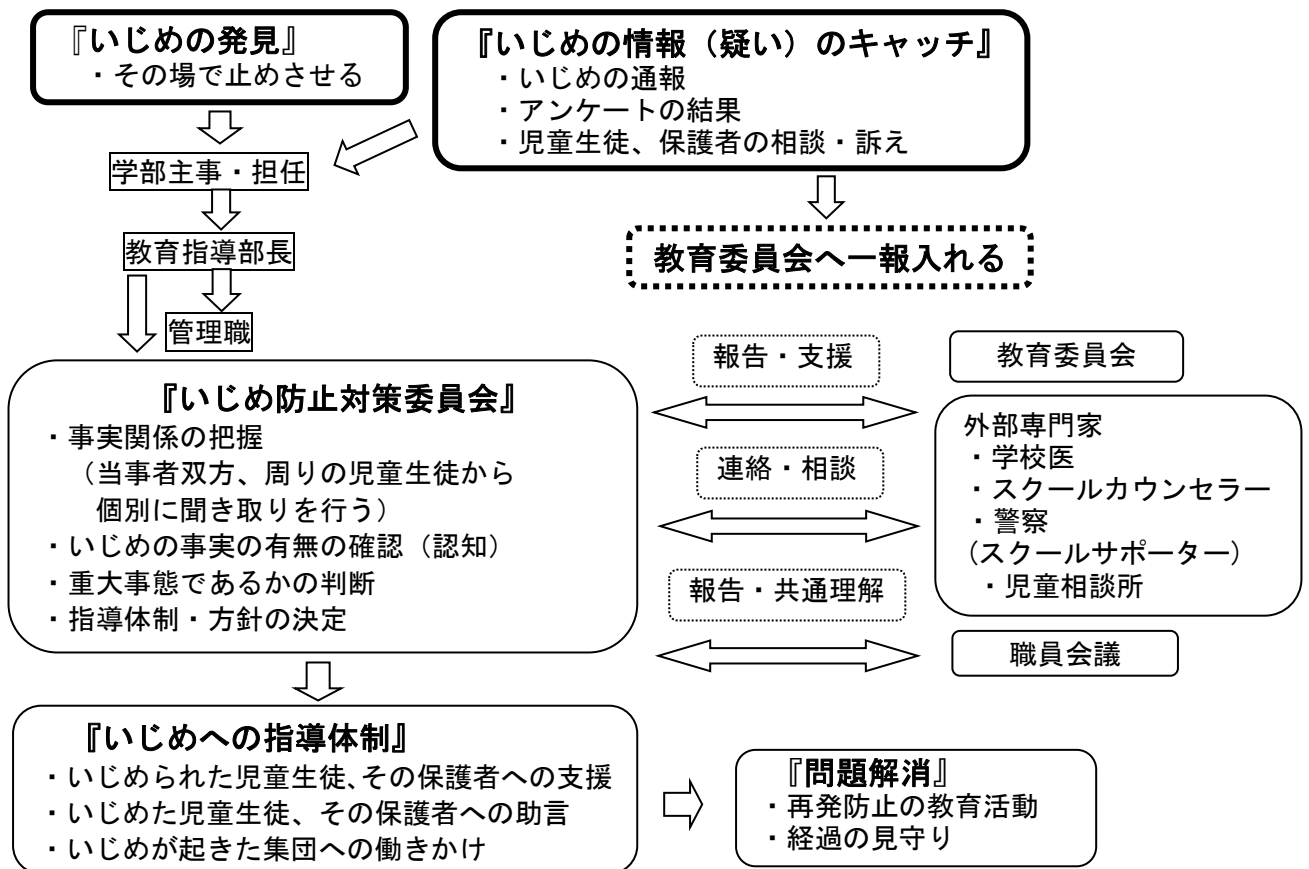 『いじめの発見』
・その場で止めさせる
『いじめの情報（疑い）のキャッチ』
・いじめの通報
・アンケートの結果
・児童生徒、保護者の相談・訴え
学部主事・担任
教育指導部長
管理職
教育委員会へ一報入れる
『いじめ防止対策委員会』
・事実関係の把握
（当事者双方、周りの児童生徒から
個別に聞き取りを行う）
・いじめの事実の有無の確認（認知）
・重大事態であるかの判断
・指導体制・方針の決定
報告・支援
教育委員会
連絡・相談
外部専門家
・学校医
・スクールカウンセラー
・警察
（スクールサポーター）
・児童相談所
報告・共通理解
職員会議
『いじめへの指導体制』
・いじめられた児童生徒、その保護者への支援
・いじめた児童生徒、その保護者への助言
・いじめが起きた集団への働きかけ
『問題解消』
・再発防止の教育活動
・経過の見守り